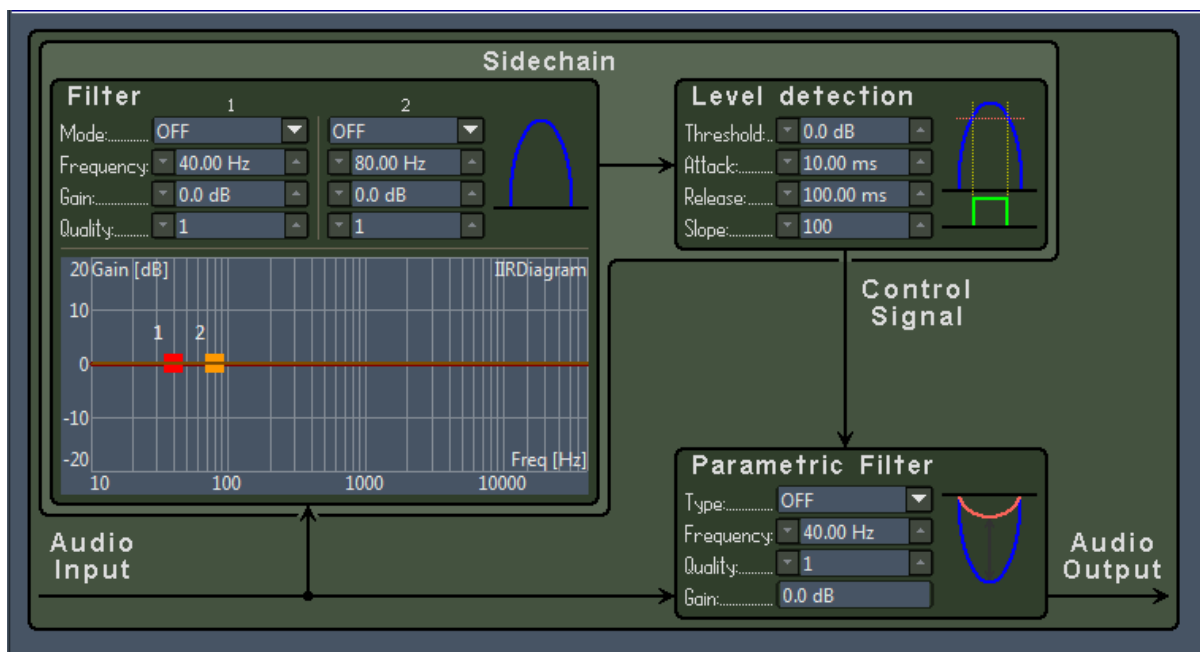 Sidechain
Filter
1 2
Mode:......... OFF OFF
Frequency: 40.00 Hz 80.00 Hz
Gain:.............. 0.0 dB 0.0 dB
Quality:......... 1 1
20 Gain [dB] IIRDiagram
10
1 2
0
-10
-20 Freq [Hz]
10 100 1000 10000
Level detection
Threshold:.. 0.0 dB
Attack:......... 10.00 ms
Release:....... 100.00 ms
Slope:............ 100
Control
Signal
Parametric Filter
Type:............ OFF
Frequency: 40.00 Hz
Quality:......... 1
Gain:.............. 0.0 dB
Audio
Input
Audio
Output